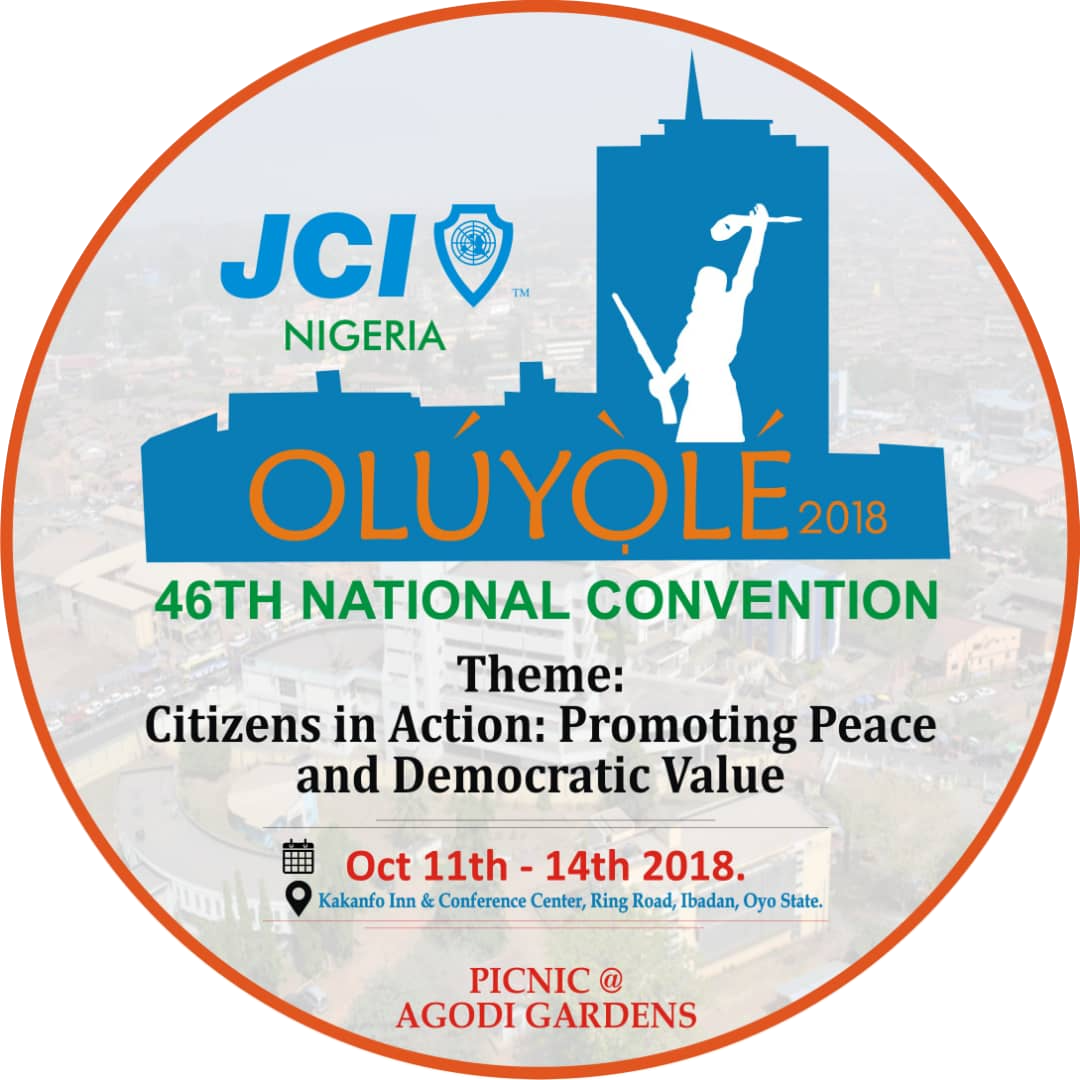 JCI
TM
NIGERIA
OLÚYỌ̀LÉ 2018
46TH NATIONAL CONVENTION
Theme:
Citizens in Action: Promoting Peace
and Democratic Value
Oct 11th - 14th 2018.
Kakanfo Inn & Conference Center, Ring Road, Ibadan, Oyo State.
PICNIC @
AGODI GARDENS